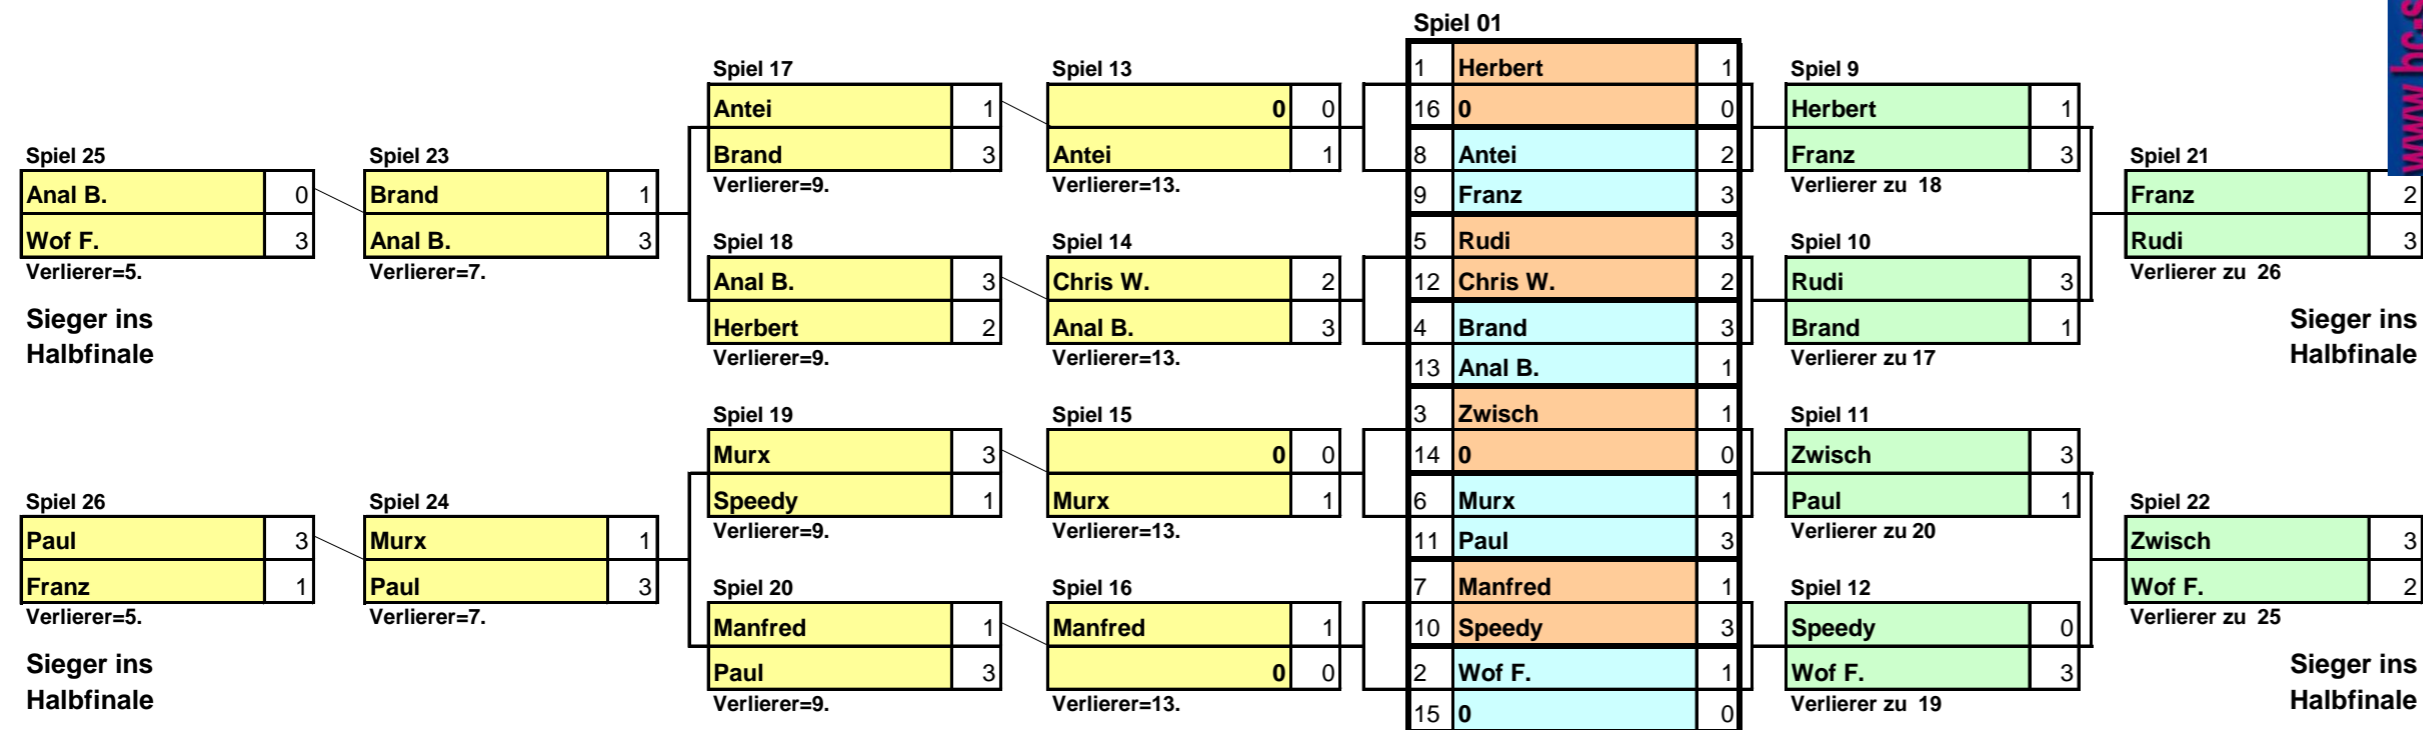 Spiel 01
Spiel 17
Spiel 13
1 Herbert 1
Spiel 9
Antei 1
0 0
16 0 0
Herbert 1
Spiel 25
Spiel 23
Brand 3
Antei 1
8 Antei 2
Franz 3
Spiel 21
Verlierer=9.
Verlierer=13.
Verlierer zu 18
Anal B. 0
Brand 1
9 Franz 3
Franz 2
Wof F. 3
Anal B. 3
Spiel 18
Spiel 14
5 Rudi 3
Spiel 10
Rudi 3
Verlierer=5.
Verlierer=7.
Anal B. 3
Chris W. 2
12 Chris W. 2
Rudi 3
Verlierer zu 26
Sieger ins
Halbfinale
Herbert 2
Anal B. 3
4 Brand 3
Brand 1
Sieger ins
Halbfinale
Verlierer=9.
Verlierer=13.
13 Anal B. 1
Verlierer zu 17
Spiel 19
Spiel 15
3 Zwisch 1
Spiel 11
Murx 3
0 0
14 0 0
Zwisch 3
Spiel 26
Spiel 24
Speedy 1
Murx 1
6 Murx 1
Paul 1
Spiel 22
Verlierer=9.
Verlierer=13.
Verlierer zu 20
Paul 3
Murx 1
11 Paul 3
Zwisch 3
Franz 1
Paul 3
Spiel 20
Spiel 16
7 Manfred 1
Spiel 12
Wof F. 2
Verlierer=5.
Verlierer=7.
Manfred 1
Manfred 1
10 Speedy 3
Speedy 0
Verlierer zu 25
Sieger ins
Halbfinale
Paul 3
0 0
2 Wof F. 1
Wof F. 3
Sieger ins
Halbfinale
Verlierer=9.
Verlierer=13.
15 0 0
Verlierer zu 19